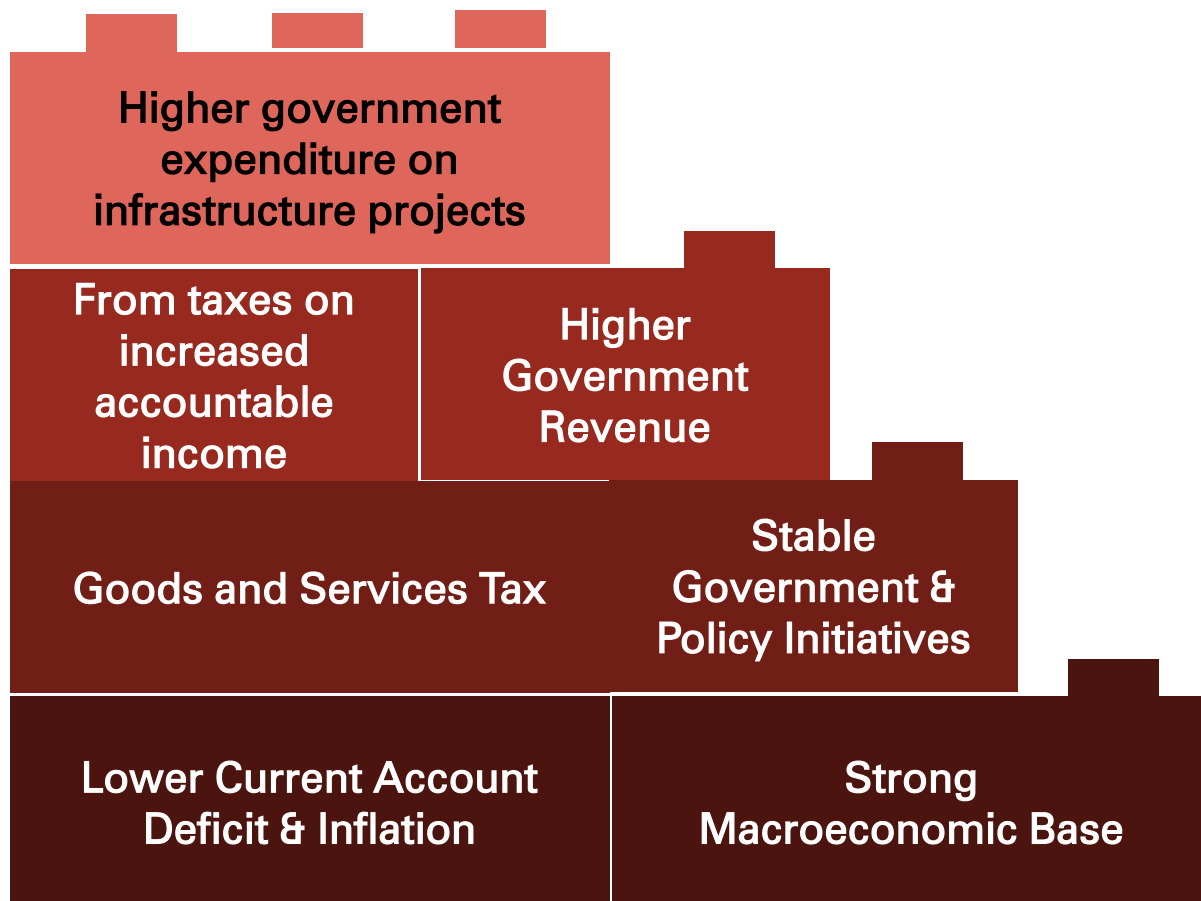 Higher government
expenditure on
infrastructure projects
From taxes on
increased
accountable
income
Higher
Government
Revenue
Goods and Services Tax
Stable
Government &
Policy Initiatives
Lower Current Account
Deficit & Inflation
Strong
Macroeconomic Base